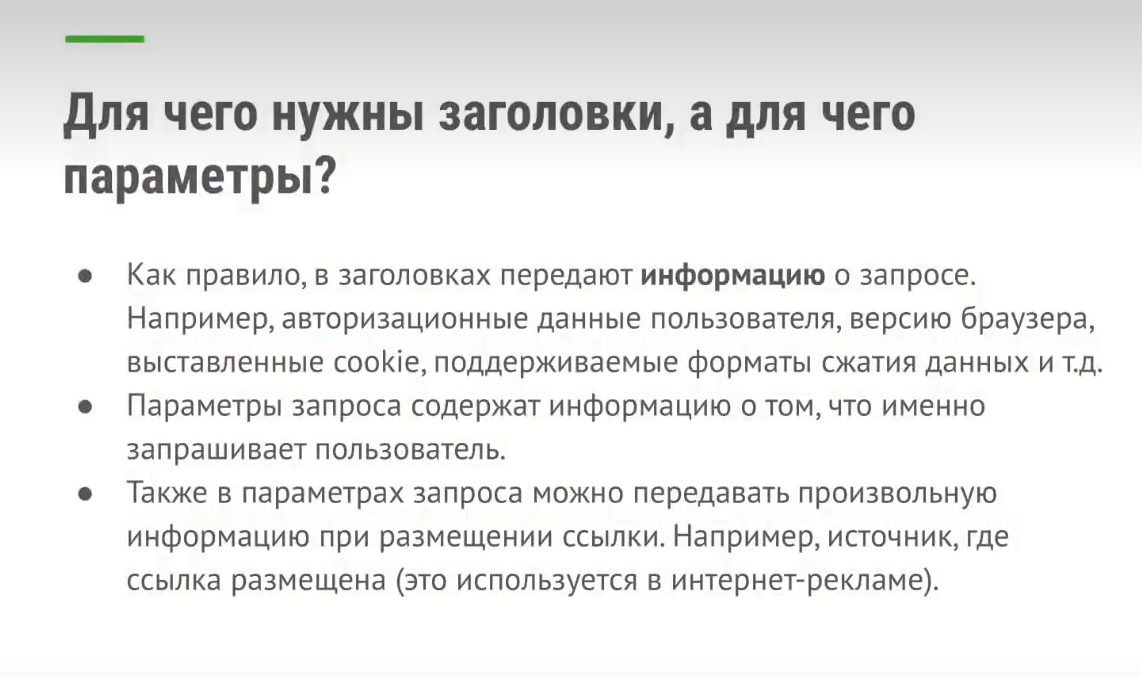 Для чего нужны заголовки, а для чего
параметры?
● Как правило, в заголовках передают информацию о запросе.
Например, авторизационные данные пользователя, версию браузера,
выставленные cookie, поддерживаемые форматы сжатия данных и т.д.
● Параметры запроса содержат информацию о том, что именно
запрашивает пользователь.
● Также в параметрах запроса можно передавать произвольную
информацию при размещении ссылки. Например, источник, где
ссылка размещена (это используется в интернет-рекламе).